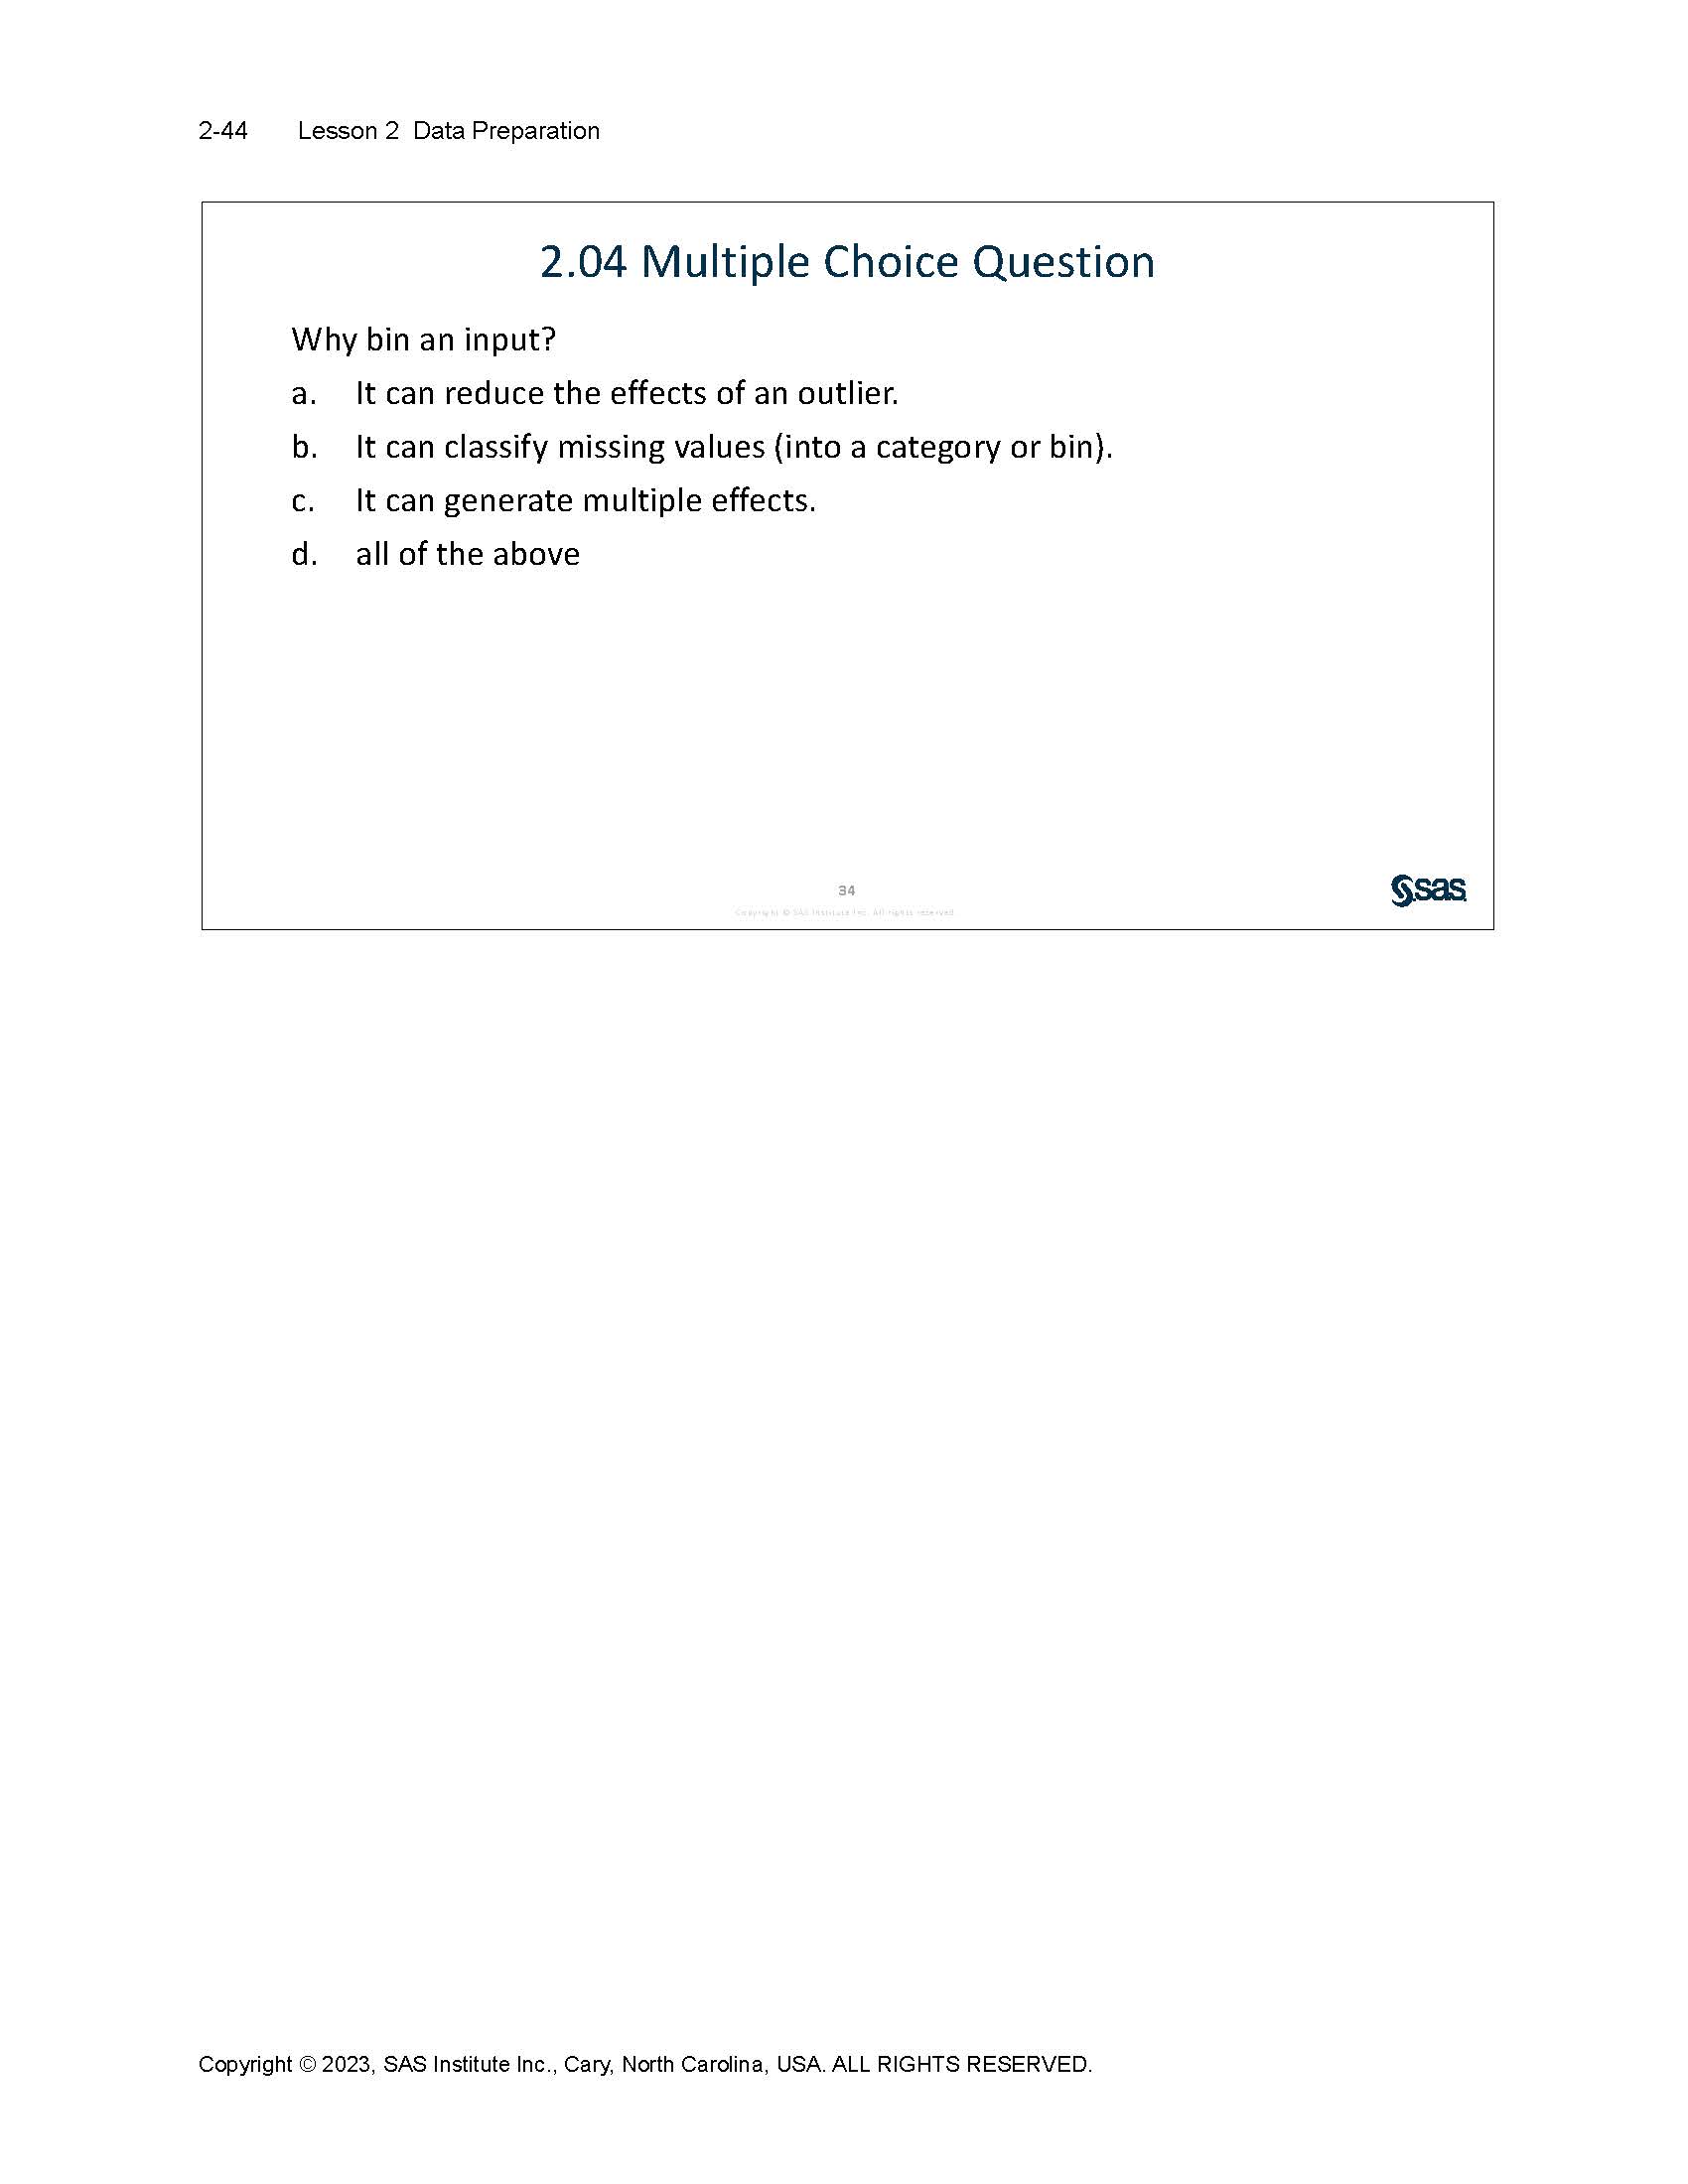 2-44 Lesson 2 Data Preparation
2.04 Multiple Choice Question
Why bin an input?
a. It can reduce the effects of an outlier.
b. It can classify missing values (into a category or bin).
c. It can generate multiple effects.
d. all of the above
34
Copyright © SAS Institute Inc. All rights reserved.
sas
Copyright © 2023, SAS Institute Inc., Cary, North Carolina, USA. ALL RIGHTS RESERVED.